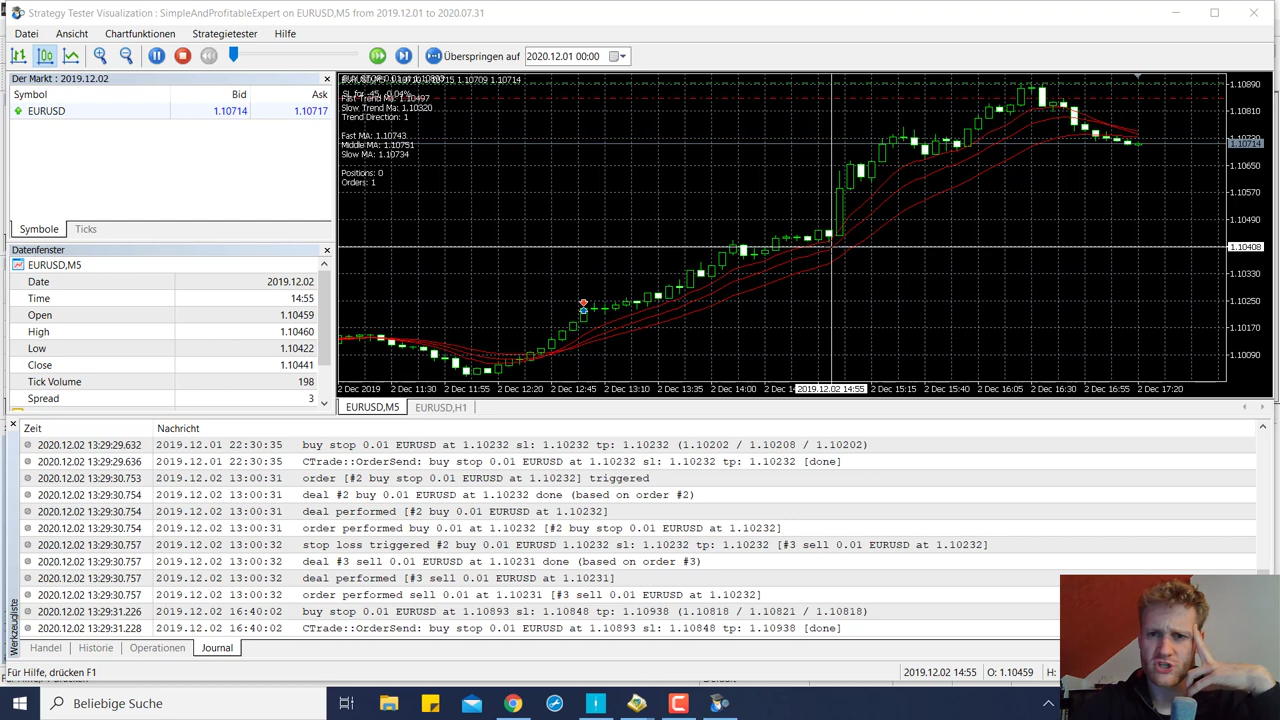 Strategy Tester Visualization : SimpleAndProfitableExpert on EURUSD,M5 from 2019.12.01 to 2020.07.31
Datei Ansicht Chartfunktionen Strategietester Hilfe
Überspringen auf 2020.12.01 00:00
Der Markt : 2019.12.02
Symbol Bid Ask
EURUSD 1.10714 1.10717
Symbole Ticks
Datenfenster
EURUSD,M5
Date 2019.12.02
Time 14:55
Open 1.10459
High 1.10460
Low 1.10422
Close 1.10441
Tick Volume 198
Spread 3
1.10709 1.10714
Fast Trend Ma: 1.10497
Slow Trend Ma: 1.10320
Trend Direction: 1
Fast MA: 1.10743
Middle MA: 1.10751
Slow MA: 1.10734
Positions: 0
Orders: 1
1.10890
1.10810
1.10714
1.10650
1.10570
1.10490
1.10408
1.10330
1.10250
1.10170
1.10090
2 Dec 2019 2 Dec 11:30 2 Dec 11:55 2 Dec 12:20 2 Dec 12:45 2 Dec 13:10 2 Dec 13:35 2 Dec 14:00 2 Dec 2019.12.02 14:55 2 Dec 15:15 2 Dec 15:40 2 Dec 16:05 2 Dec 16:30 2 Dec 16:55 2 Dec 17:20
EURUSD,M5 EURUSD,H1
Zeit Nachricht
2020.12.02 13:29:29.632 2019.12.01 22:30:35 buy stop 0.01 EURUSD at 1.10232 sl: 1.10232 tp: 1.10232 (1.10202 / 1.10208 / 1.10202)
2020.12.02 13:29:29.636 2019.12.01 22:30:35 CTrade::OrderSend: buy stop 0.01 EURUSD at 1.10232 sl: 1.10232 tp: 1.10232 [done]
2020.12.02 13:29:30.753 2019.12.02 13:00:31 order [#2 buy stop 0.01 EURUSD at 1.10232] triggered
2020.12.02 13:29:30.754 2019.12.02 13:00:31 deal #2 buy 0.01 EURUSD at 1.10232 done (based on order #2)
2020.12.02 13:29:30.754 2019.12.02 13:00:31 deal performed [#2 buy 0.01 EURUSD at 1.10232]
2020.12.02 13:29:30.754 2019.12.02 13:00:31 order performed buy 0.01 at 1.10232 [#2 buy stop 0.01 EURUSD at 1.10232]
2020.12.02 13:29:30.757 2019.12.02 13:00:32 stop loss triggered #2 buy 0.01 EURUSD 1.10232 sl: 1.10232 tp: 1.10232 [#3 sell 0.01 EURUSD at 1.10232]
2020.12.02 13:29:30.757 2019.12.02 13:00:32 deal #3 sell 0.01 EURUSD at 1.10231 done (based on order #3)
2020.12.02 13:29:30.757 2019.12.02 13:00:32 deal performed [#3 sell 0.01 EURUSD at 1.10231]
2020.12.02 13:29:30.757 2019.12.02 13:00:32 order performed sell 0.01 at 1.10231 [#3 sell 0.01 EURUSD at 1.10232]
2020.12.02 13:29:31.226 2019.12.02 16:40:02 buy stop 0.01 EURUSD at 1.10893 sl: 1.10848 tp: 1.10938 (1.10818 / 1.10821 / 1.10818)
2020.12.02 13:29:31.228 2019.12.02 16:40:02 CTrade::OrderSend: buy stop 0.01 EURUSD at 1.10893 sl: 1.10848 tp: 1.10938 [done]
Werkzeugliste
Handel Historie Operationen Journal
Für Hilfe, drücken F1 2019.12.02 14:55 O: 1.10459 H:
Beliebige Suche